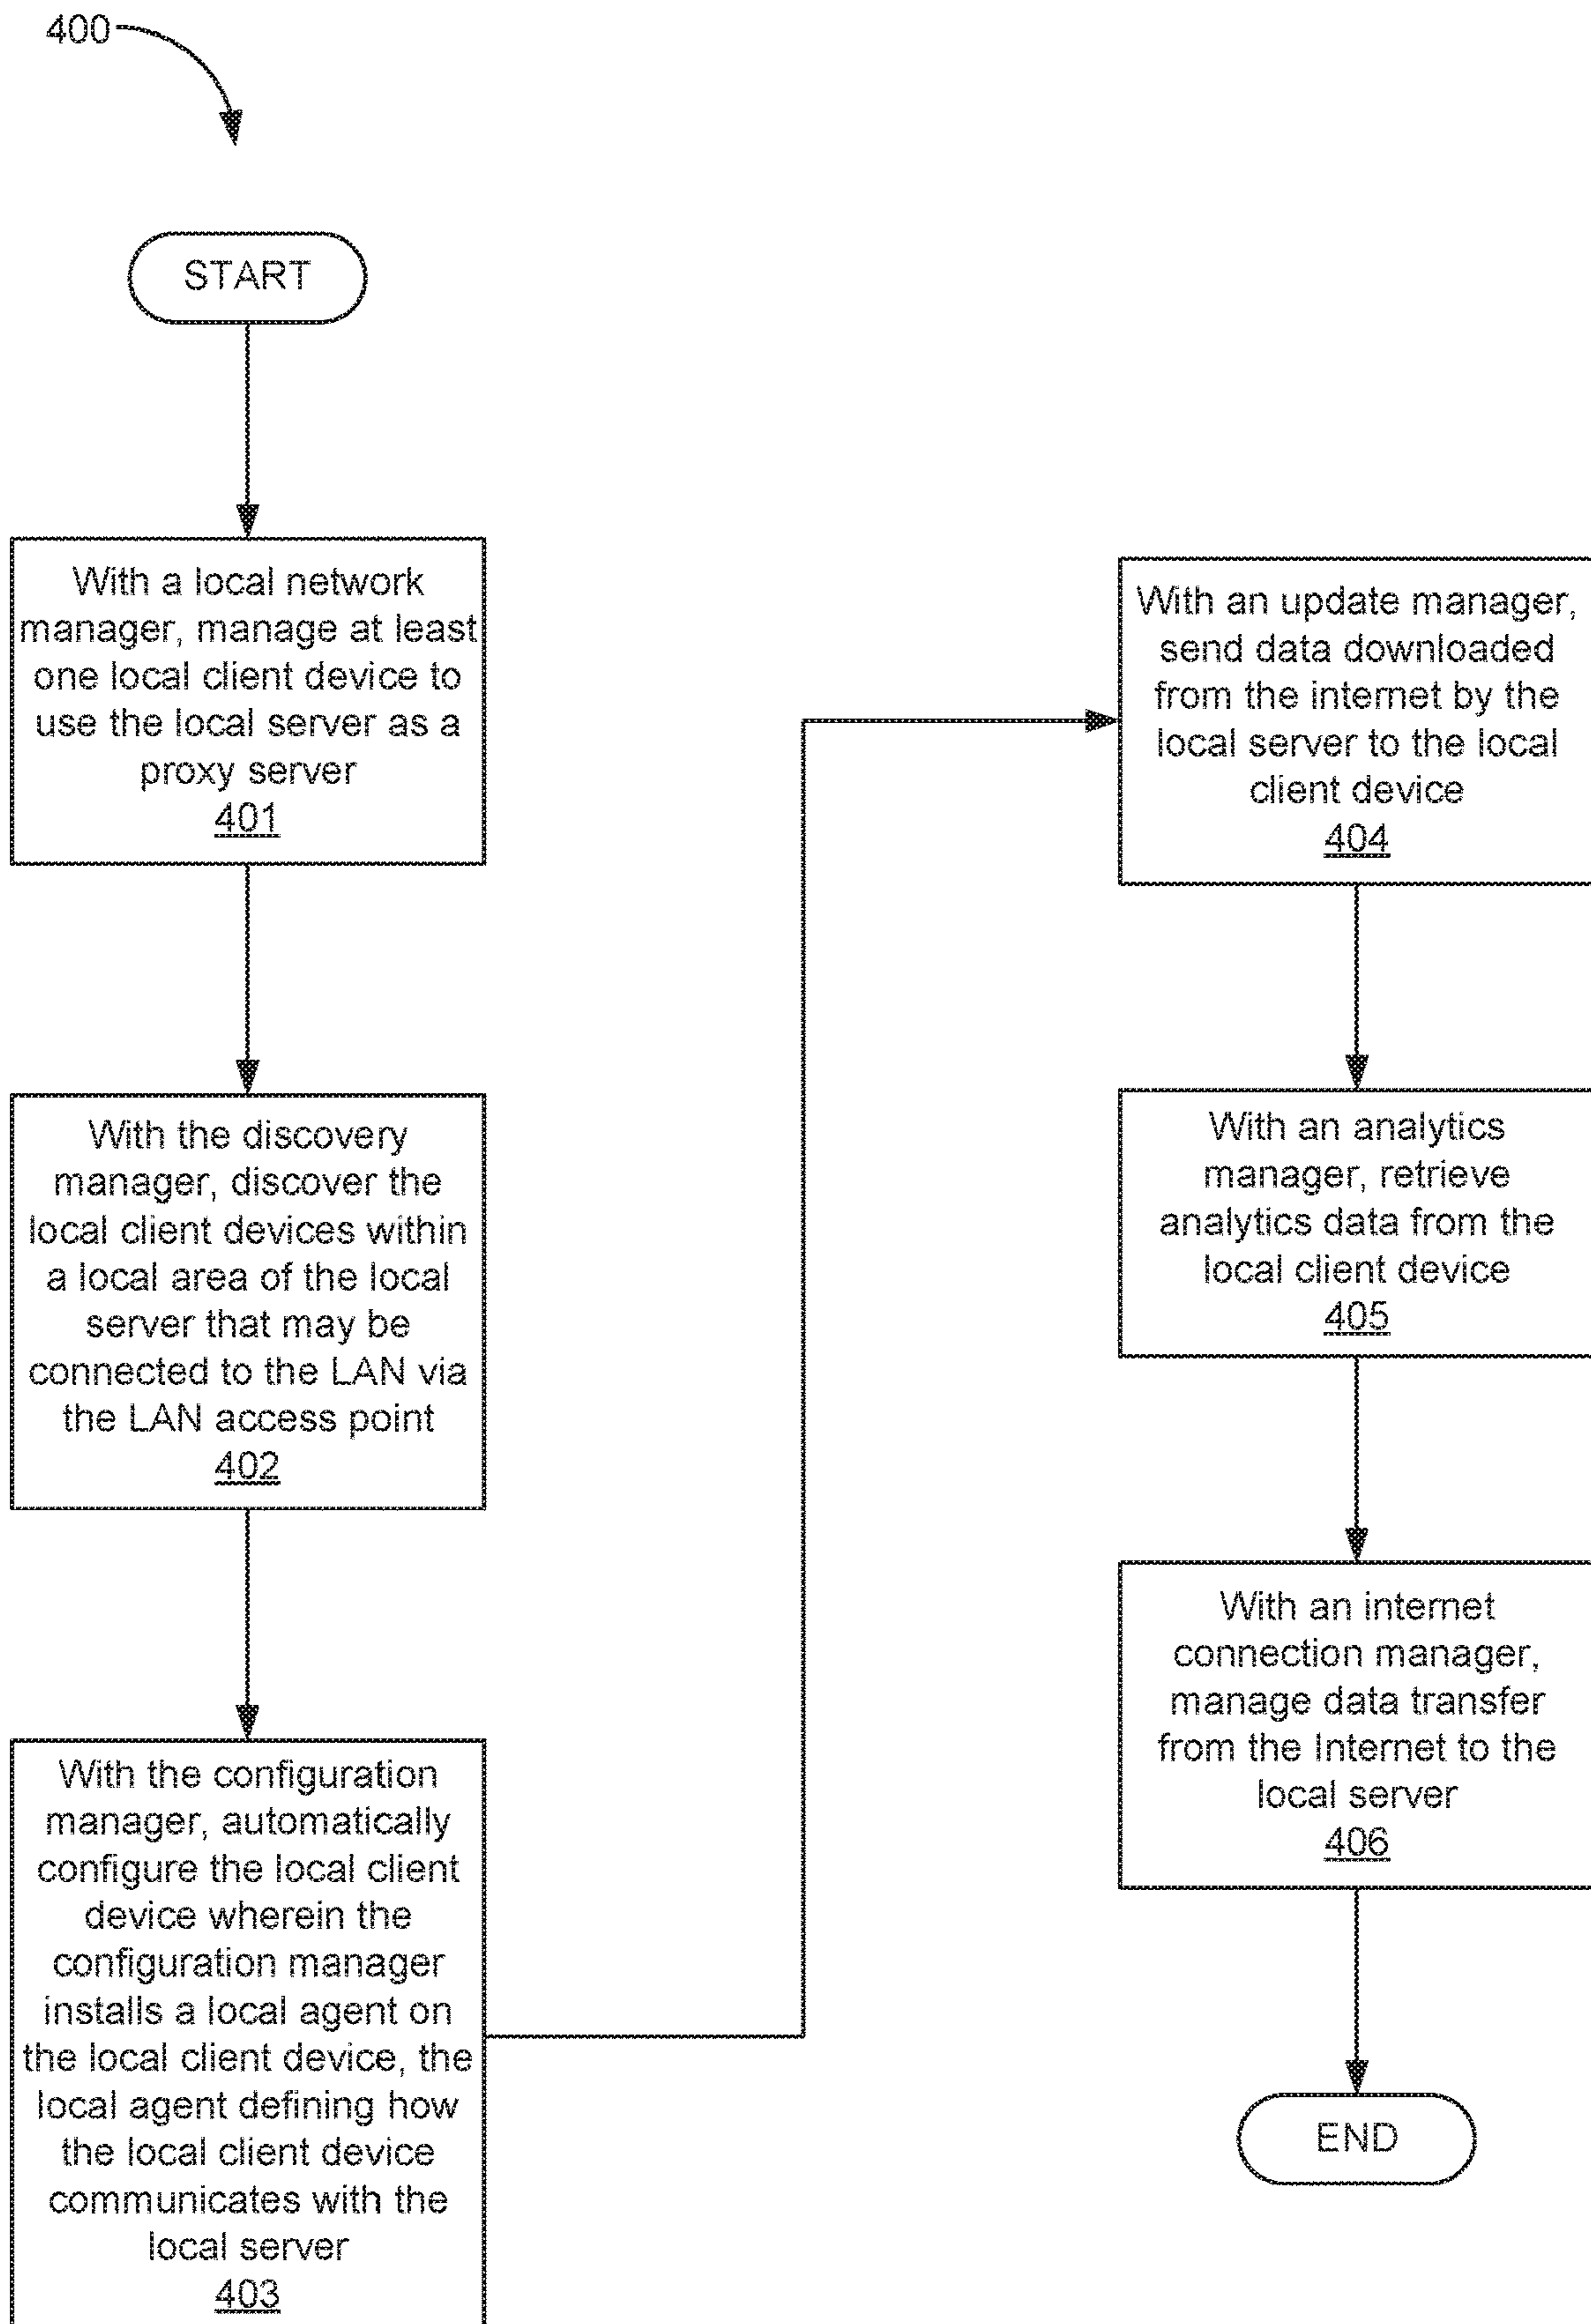 400
START
With a local network
manager, manage at least
one local client device to
use the local server as a
proxy server
401
With the discovery
manager, discover the
local client devices within
a local area of the local
server that may be
connected to the LAN via
the LAN access point
402
With the configuration
manager, automatically
configure the local client
device wherein the
configuration manager
installs a local agent on
the local client device, the
local agent defining how
the local client device
communicates with the
local server
403
With an update manager,
send data downloaded
from the internet by the
local server to the local
client device
404
With an analytics
manager, retrieve
analytics data from the
local client device
405
With an internet
connection manager,
manage data transfer
from the Internet to the
local server
406
END